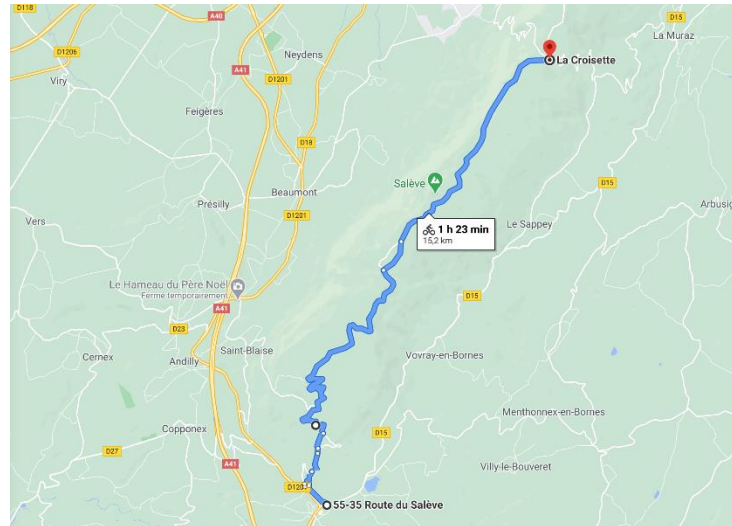 D118
A40
D15
La Muraz
D1206
Neydens
Viry
A41
D1201
La Croisette
Feigères
D18
Salève
D15
Beaumont
Présilly
D1201
Arbusig
Vers
1 h 23 min
15,2 km
Le Sappey
Le Hameau du Père Noël
Fermé temporairement
A41
D15
D23
Saint-Blaise
Cernex
Andilly
Vovray-en-Bornes
Menthonnex-en-Bornes
Copponex
D15
D27
A41
Villy-le-Bouveret
55-35 Route du Salève